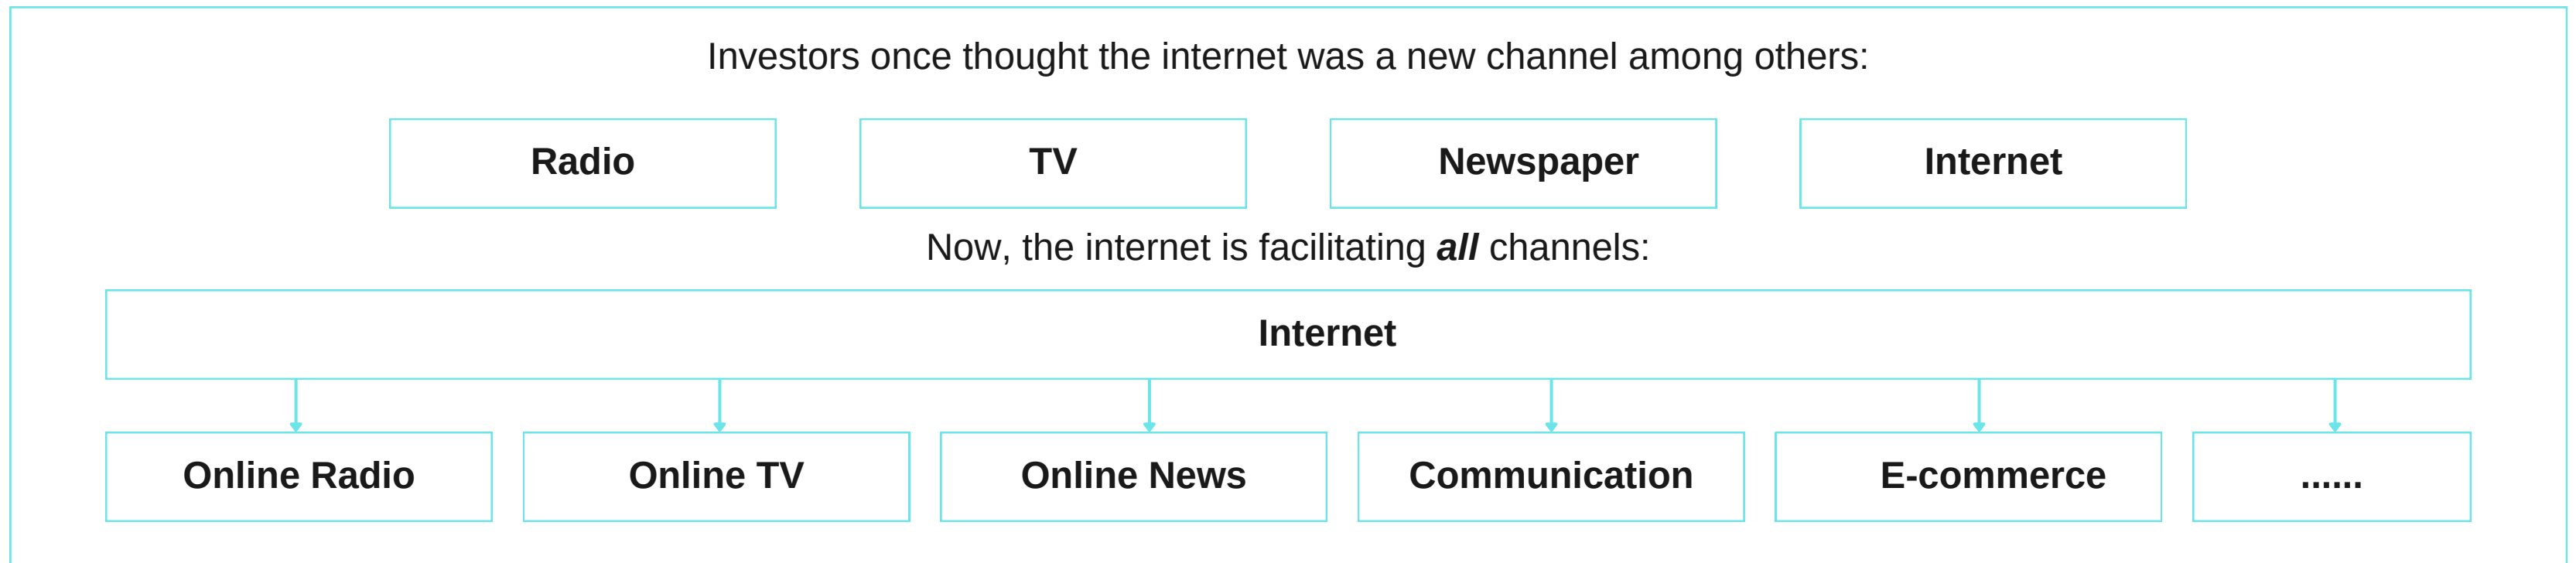 Investors once thought the internet was a new channel among others:
Radio TV Newspaper Internet
Now, the internet is facilitating all channels:
Internet
Online Radio Online TV Online News Communication E-commerce ......